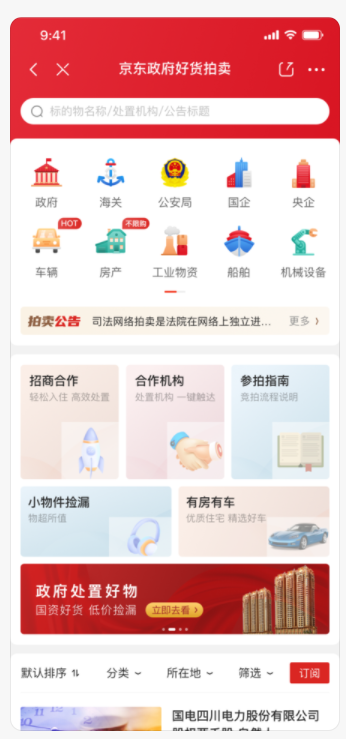 9:41
京东政府好货拍卖
标的物名称/处置机构/公告标题
政府
海关
公安局
国企
央企
HOT
不限购
车辆
房产
工业物资
船舶
机械设备
拍卖公告 司法网络拍卖是法院在网络上独立进... 更多 >
招商合作
轻松入住 高效处置
合作机构
处置机构 一键触达
参拍指南
竞拍流程说明
小物件捡漏
物超所值
有房有车
优质住宅 精选好车
政府处置好物
国资好货 低价捡漏 立即去看 >
默认排序 分类 所在地 筛选 订阅
国电四川电力股份有限公司